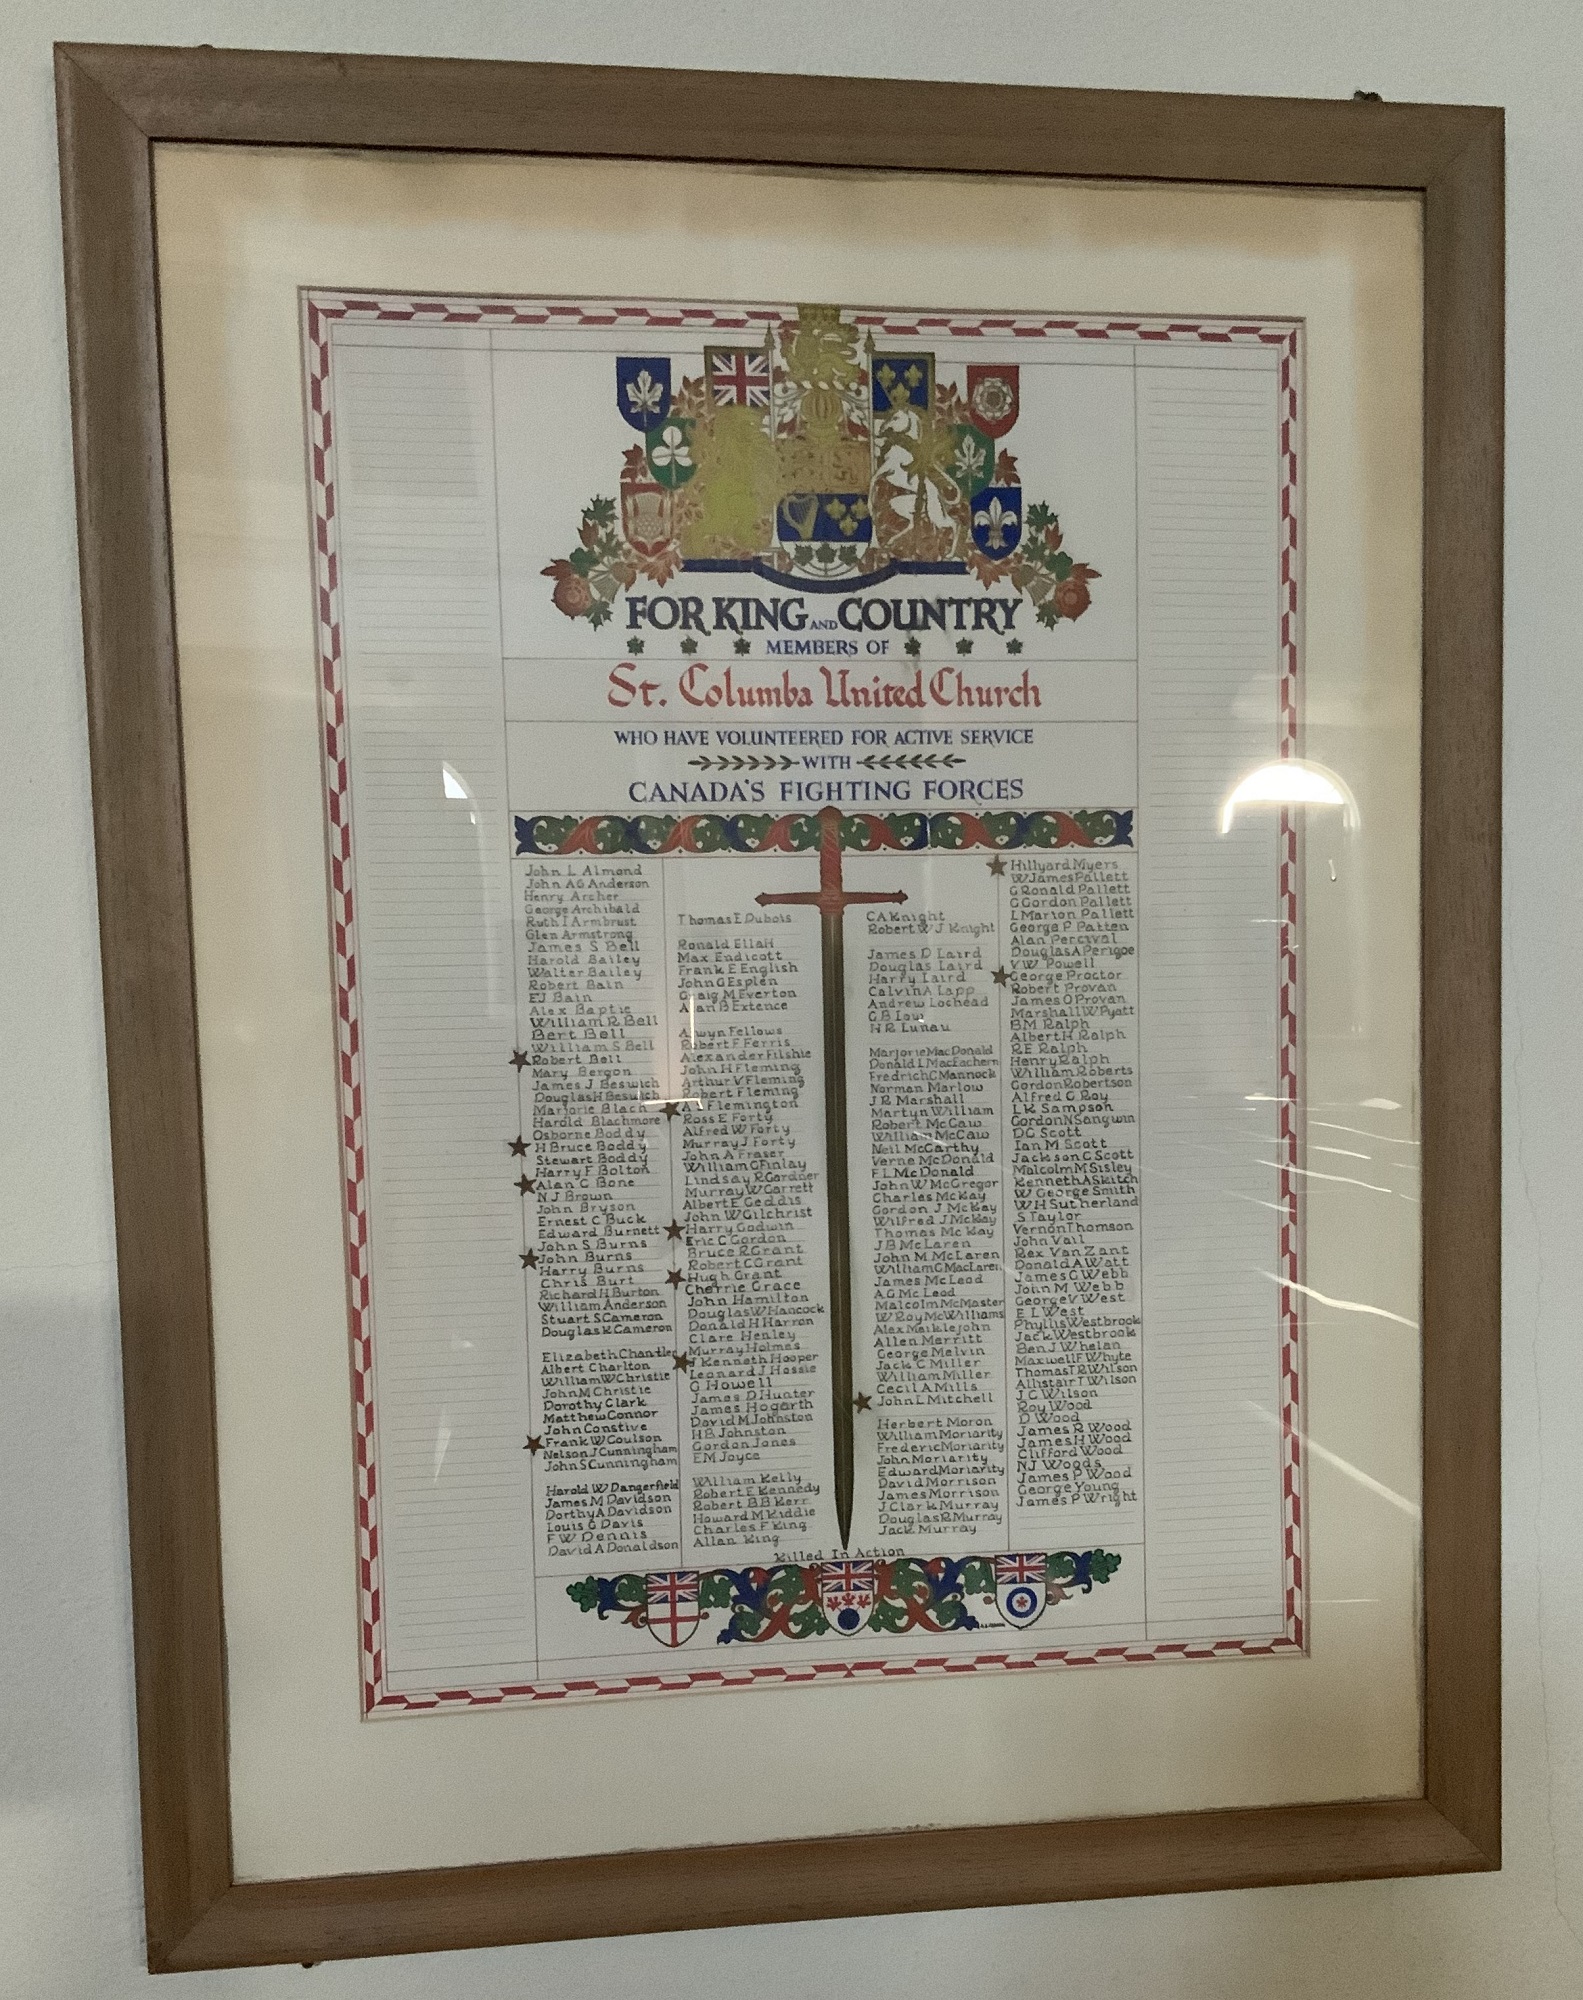 FOR KING AND COUNTRY
MEMBERS OF
St. Columba United Church
WHO HAVE VOLUNTEERED FOR ACTIVE SERVICE
WITH
CANADA'S FIGHTING FORCES
John L Almond
John AG Anderson
Henry Archer
George Archibald
Ruth I Armbrust
Glen Armstrong
James S Bell
Harold Bailey
Walter Bailey
Robert Bain
EJ Bain
Alex Baptie
William R Bell
Bert Bell
William S Bell
Robert Bell
Mary Bergon
James J Beswich
Douglas H Beswich
Marjorie Blach
Harold Blachmore
Osborne Boddy
H Bruce Boddy
Stewart Boddy
Harry F Bolton
Alan C Bone
N J Brown
John Bryson
Ernest C Buck
Edward Burnett
John S Burns
John Burns
Harry Burns
Chris Burt
Richard H Burton
William Anderson
Stuart S Cameron
Douglas K Cameron
Elizabeth Chandler
Albert Charlton
William W Christie
John M Christie
Dorothy Clark
Matthew Connor
John Constive
Frank W Coulson
Nelson J Cunningham
John S Cunningham
Harold W Dangerfield
James M Davidson
Dorthy A Davidson
Louis G Davis
F W Dennis
David A Donaldson
Thomas E Dubois
Ronald Ellah
Max Endicott
Frank E English
John G Esplen
Craig M Everton
Alan B Extence
Alwyn Fellows
Robert F Ferris
Alexander Filshie
John H Fleming
Arthur V Fleming
Robert Fleming
A Flemington
Ross E Forty
Alfred W Forty
Murray J Forty
John A Fraser
William G Finlay
Lindsay R Gardner
Murray W Garrett
Albert E Geddis
John W Gilchrist
Harry Godwin
Eric C Gordon
Bruce R Grant
Robert C Grant
Hugh Grant
Cherrie Grace
John Hamilton
Douglas W Hancock
Donald H Harron
Clare Henley
Murray Holmes
J Kenneth Hooper
Leonard J Hossie
G Howell
James D Hunter
James Hogarth
David M Johnston
H B Johnston
Gordon Jones
E M Joyce
William Kelly
Robert E Kennedy
Robert B B Kerr
Howard M Kiddie
Charles F King
Allan King
CA Knight
Robert W J Knight
James D Laird
Douglas Laird
Harry Laird
Calvin A Lapp
Andrew Lochead
G B Low
H R Lunau
Marjorie MacDonald
Donald L MacEachern
Fredrich C Mannock
Norman Marlow
J R Marshall
Martyn William
Robert McCaw
William McCaw
Neil McCarthy
Verne McDonald
F L McDonald
John W McGregor
Charles McKay
Gordon J McKay
Wilfred J McKay
Thomas McKay
J B McLaren
John M McLaren
William G MacLaren
James McLeod
A G McLeod
Malcolm McMaster
W Roy McWilliams
Alex Meiklejohn
Allen Merritt
George Melvin
Jack C Miller
William Miller
Cecil A Mills
John L Mitchell
Herbert Moron
William Moriarity
Frederic Moriarity
John Moriarity
Edward Moriarity
David Morrison
James Morrison
J Clark Murray
Douglas R Murray
Jack Murray
Hillyard Myers
W James Pallett
G Ronald Pallett
G Gordon Pallett
L Marion Pallett
George P Patten
Alan Percival
Douglas A Perigoe
V W Powell
George Proctor
Robert Provan
James O Provan
Marshall W Pyatt
BM Ralph
Albert H Ralph
R E Ralph
Henry Ralph
William Roberts
Gordon Robertson
Alfred G Roy
L K Sampson
Gordon N Sangwin
D C Scott
Ian M Scott
Jackson C Scott
Malcolm M Sisley
Kenneth A Skitch
W George Smith
W H Sutherland
S Taylor
Vernon Thomson
John Vail
Rex Van Zant
Donald A Watt
James G Webb
John M Webb
George V West
E L West
Phyllis Westbrook
Jack Westbrook
Ben J Whelan
Maxwell F Whyte
Thomas R Wilson
Allistair T Wilson
J C Wilson
Roy Wood
D Wood
James R Wood
James H Wood
Clifford Wood
NJ Woods
James P Wood
George Young
James P Wright
Killed In Action